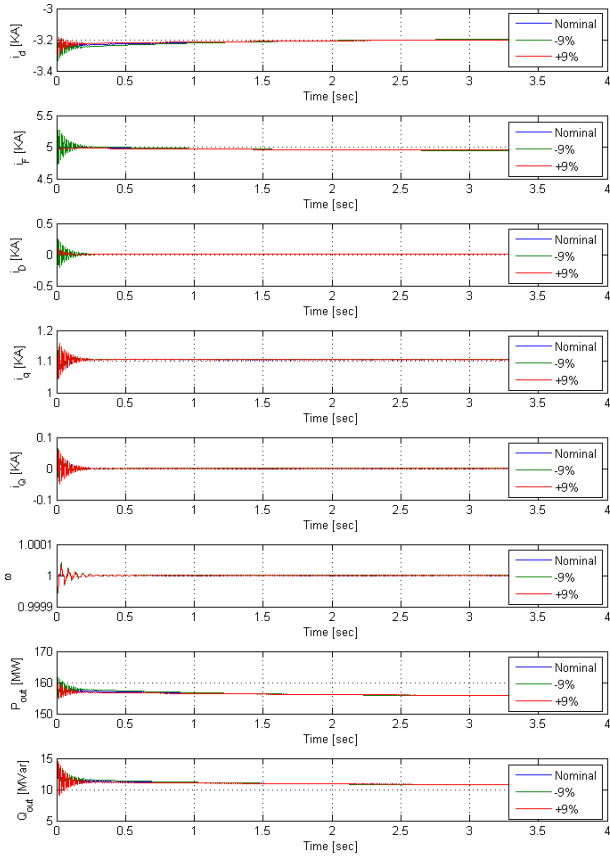 -3
-3.2
-3.4
i_d [KA]
Nominal
-9%
+9%
0 0.5 1 1.5 2 2.5 3 3.5 4
Time [sec]
5.5
5
4.5
i_F [KA]
Nominal
-9%
+9%
0 0.5 1 1.5 2 2.5 3 3.5 4
Time [sec]
0.5
0
-0.5
i_D [KA]
Nominal
-9%
+9%
0 0.5 1 1.5 2 2.5 3 3.5 4
Time [sec]
1.2
1.1
1
i_q [KA]
Nominal
-9%
+9%
0 0.5 1 1.5 2 2.5 3 3.5 4
Time [sec]
0.1
0
-0.1
i_Q [KA]
Nominal
-9%
+9%
0 0.5 1 1.5 2 2.5 3 3.5 4
Time [sec]
1.0001
1
0.9999
ω
Nominal
-9%
+9%
0 0.5 1 1.5 2 2.5 3 3.5 4
Time [sec]
170
160
150
P_out [MW]
Nominal
-9%
+9%
0 0.5 1 1.5 2 2.5 3 3.5 4
Time [sec]
15
10
5
Q_out [MVar]
Nominal
-9%
+9%
0 0.5 1 1.5 2 2.5 3 3.5 4
Time [sec]